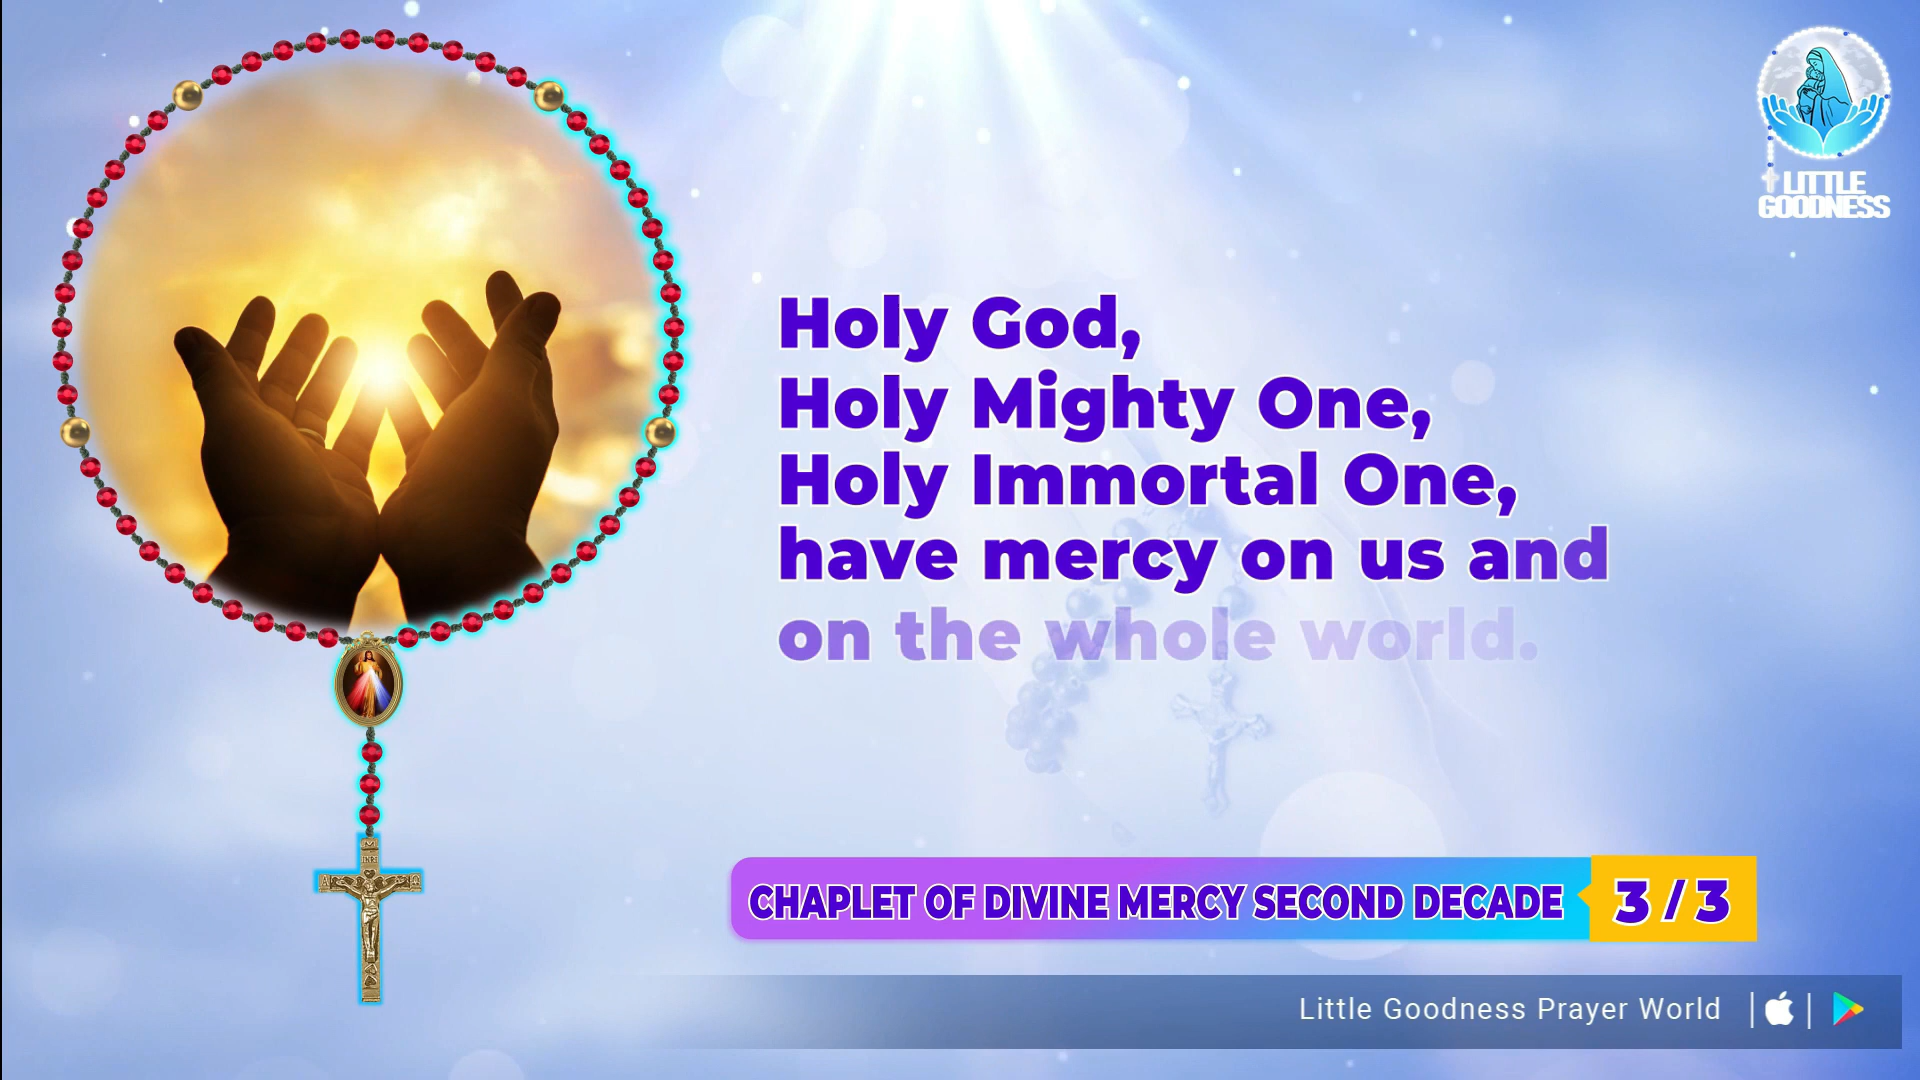 LITTLE
GOODNESS
Holy God,
Holy Mighty One,
Holy Immortal One,
have mercy on us and
on the whole world.
INRI
A
Ω
CHAPLET OF DIVINE MERCY SECOND DECADE 3 / 3
Little Goodness Prayer World